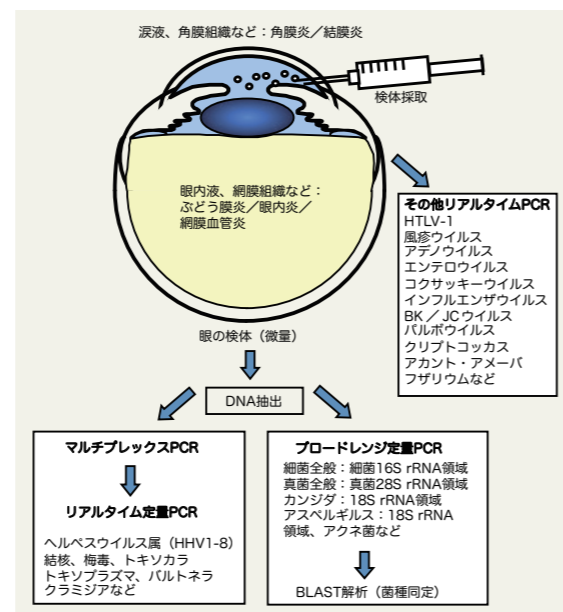 涙液、角膜組織など：角膜炎／結膜炎
検体採取
眼内液、網膜組織など：
ぶどう膜炎／眼内炎／
網膜血管炎
眼の検体（微量）
その他リアルタイムPCR
HTLV-1
風疹ウイルス
アデノウイルス
エンテロウイルス
コクサッキーウイルス
インフルエンザウイルス
BK ／ JCウイルス
パルボウイルス
クリプトコッカス
アカント・アメーバ
フザリウムなど
DNA抽出
マルチプレックスPCR
リアルタイム定量PCR
ヘルペスウイルス属（HHV1-8）
結核、梅毒、トキソカラ
トキソプラズマ、バルトネラ
クラミジアなど
ブロードレンジ定量PCR
細菌全般：細菌16S rRNA領域
真菌全般：真菌28S rRNA領域
カンジダ：18S rRNA領域
アスペルギルス：18S rRNA
領域、アクネ菌など
BLAST解析（菌種同定）